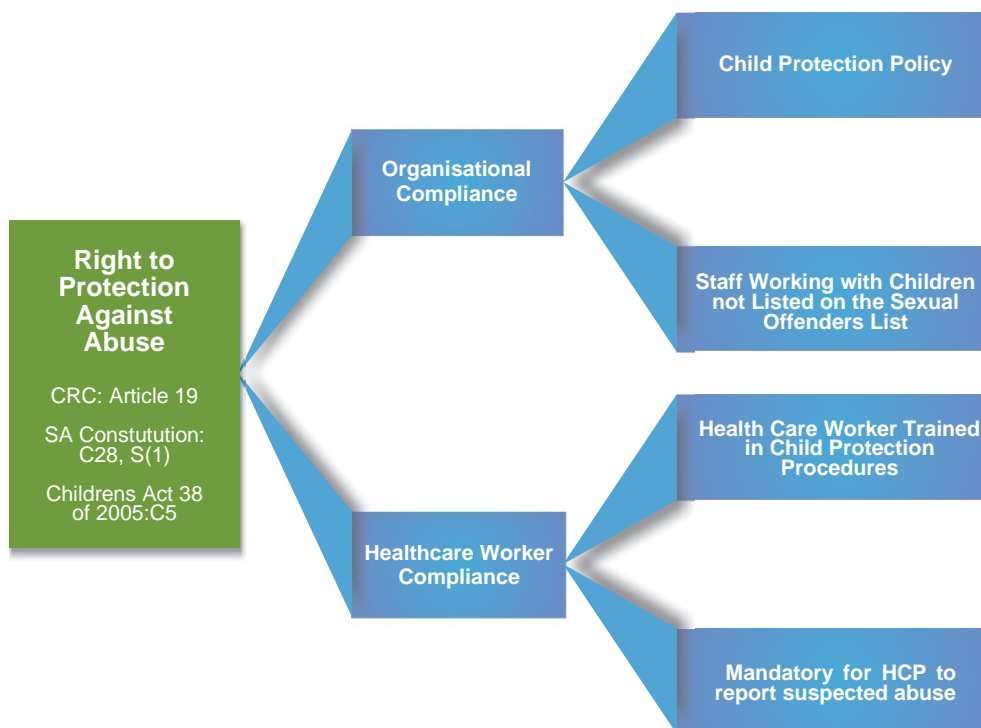 Right to
Protection
Against
Abuse
CRC: Article 19
SA Constutution:
C28, S(1)
Childrens Act 38
of 2005:C5
Organisational
Compliance
Child Protection Policy
Staff Working with Children
not Listed on the Sexual
Offenders List
Healthcare Worker
Compliance
Health Care Worker Trained
in Child Protection
Procedures
Mandatory for HCP to
report suspected abuse